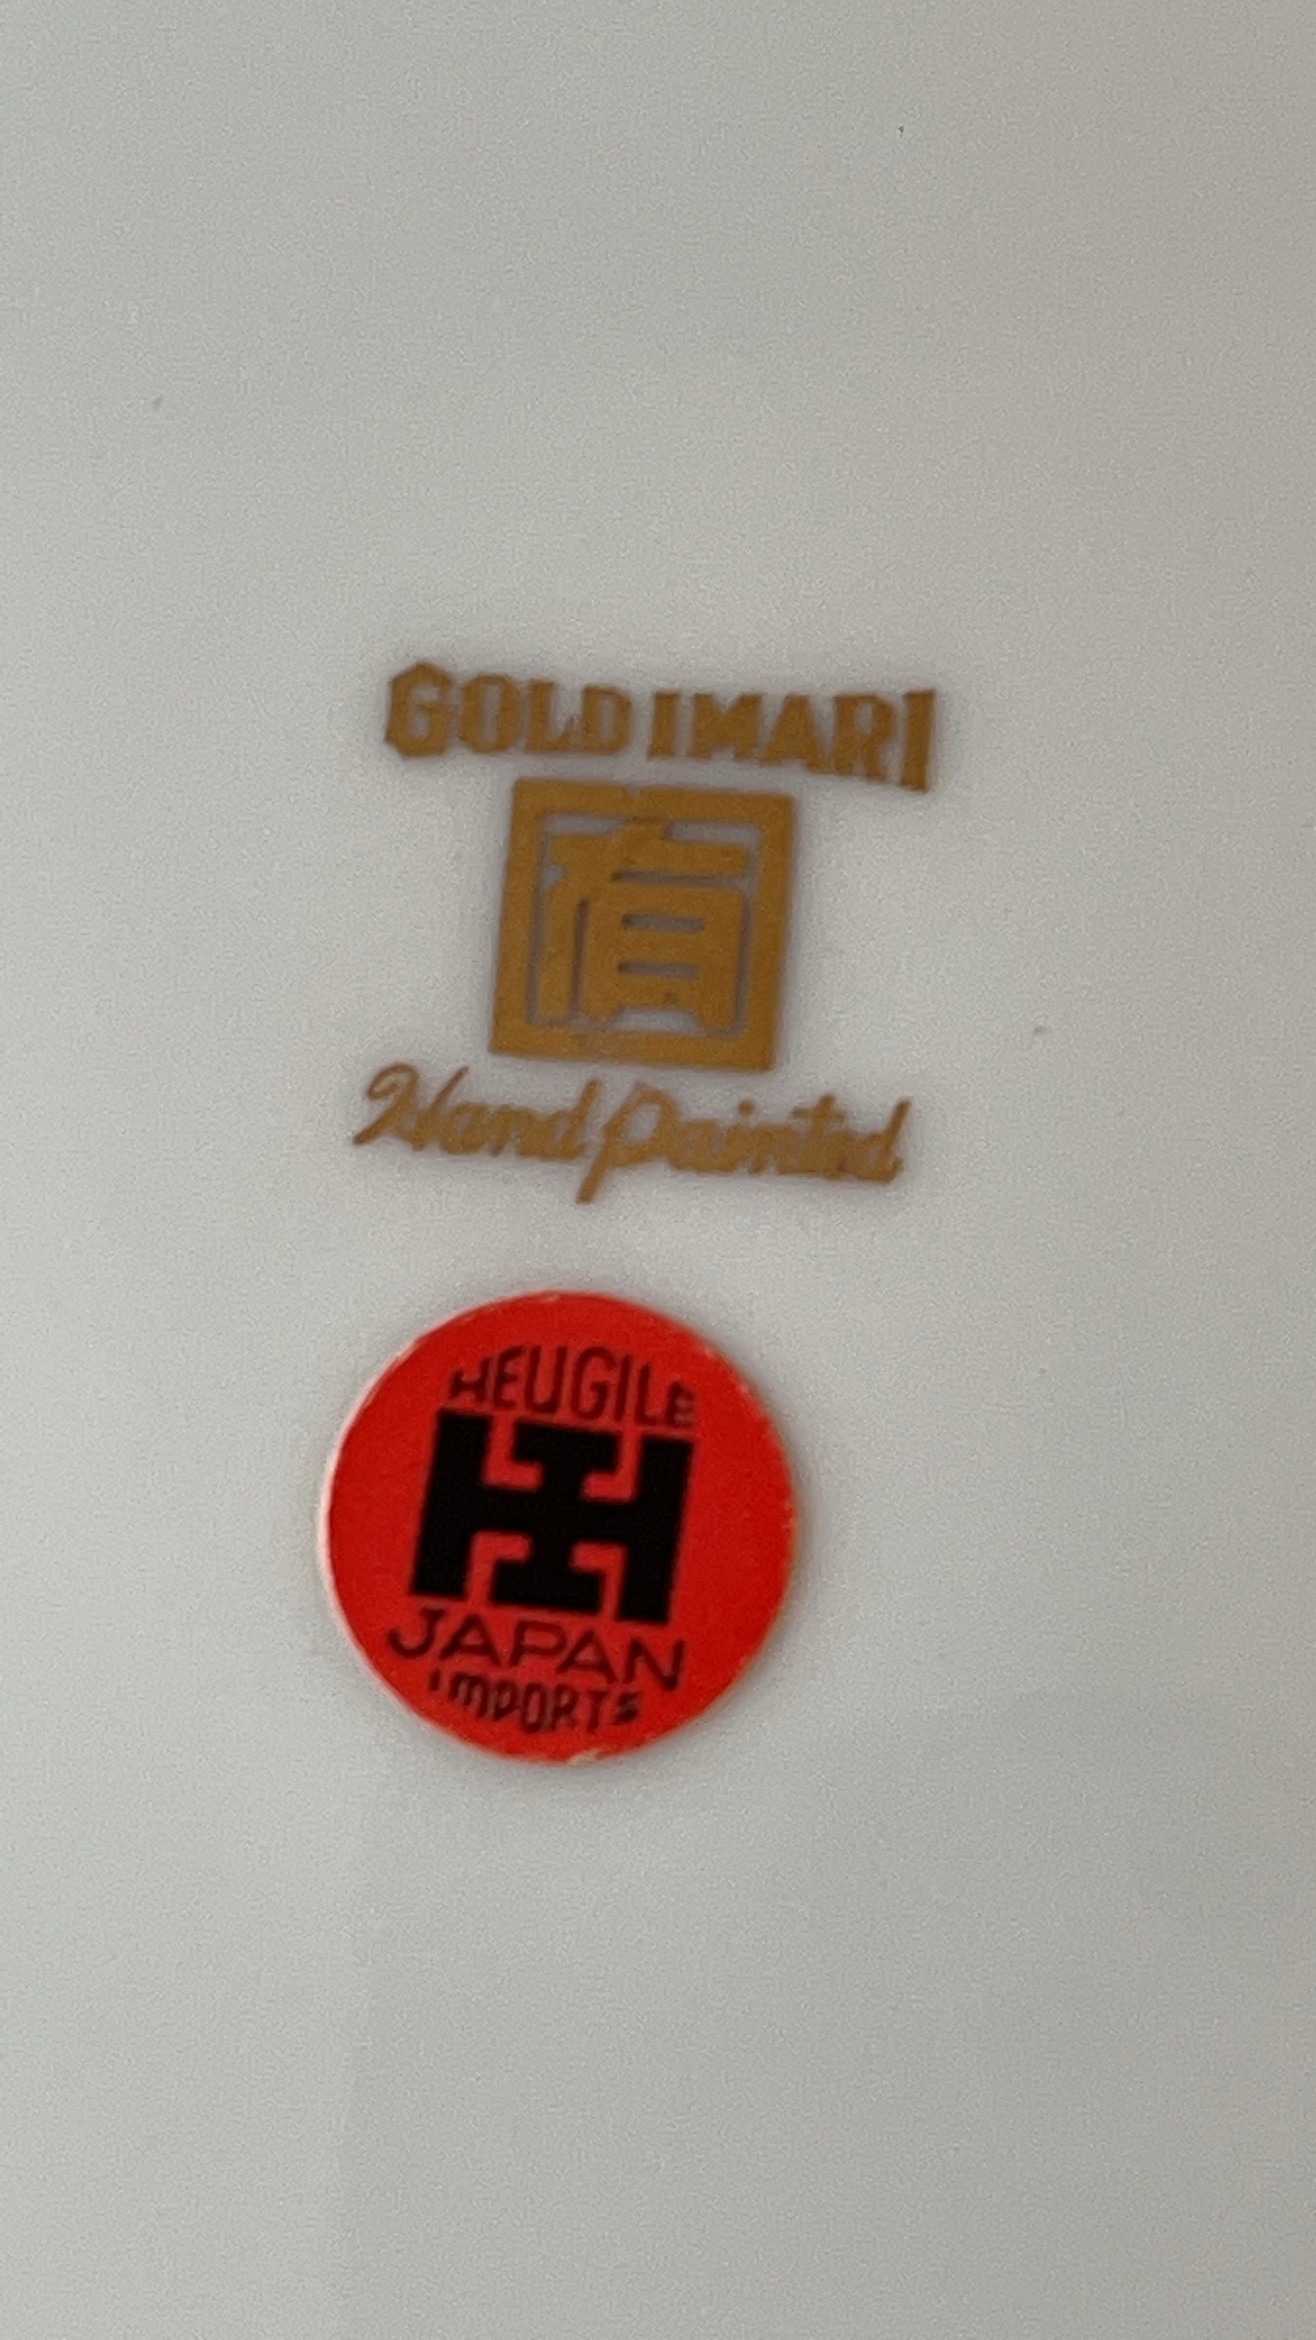 GOLD IMARI
有
Hand Painted
HEUGILE
JAPAN
IMPORTS